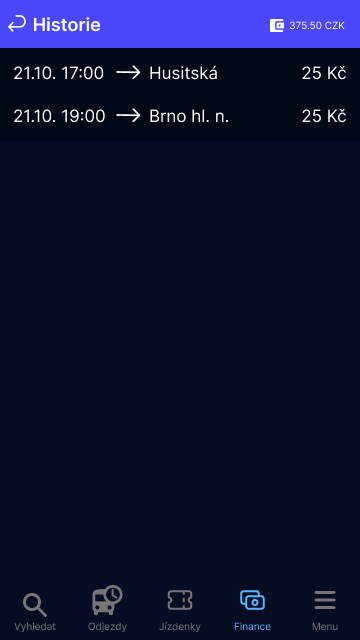 Historie 375.50 CZK
21.10. 17:00 → Husitská 25 Kč
21.10. 19:00 → Brno hl. n. 25 Kč
Vyhledat Odjezdy Jízdenky Finance Menu